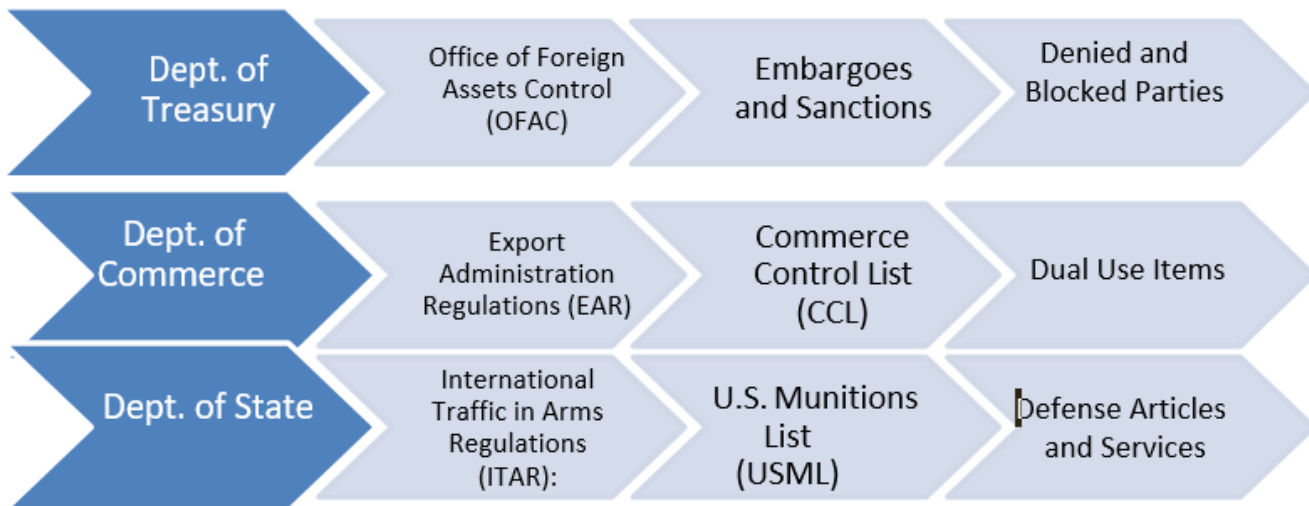 Dept. of
Treasury
Office of Foreign
Assets Control
(OFAC)
Embargoes
and Sanctions
Denied and
Blocked Parties
Dept. of
Commerce
Export
Administration
Regulations (EAR)
Commerce
Control List
(CCL)
Dual Use Items
Dept. of State
International
Traffic in Arms
Regulations
(ITAR):
U.S. Munitions
List
(USML)
Defense Articles
and Services